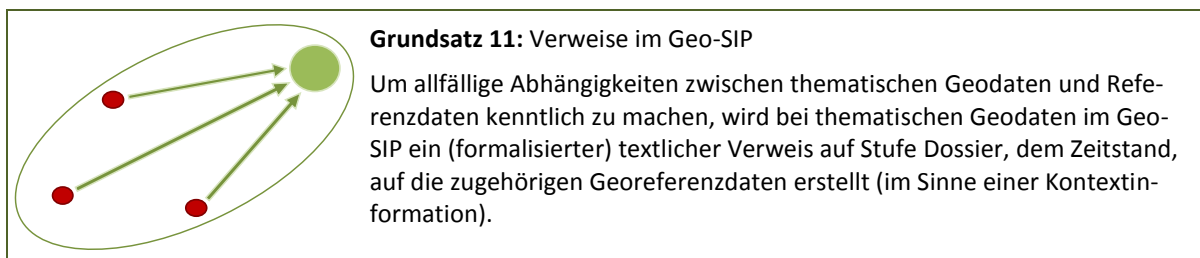 Grundsatz 11: Verweise im Geo-SIP
Um allfällige Abhängigkeiten zwischen thematischen Geodaten und Refe-
renzdaten kenntlich zu machen, wird bei thematischen Geodaten im Geo-
SIP ein (formalisierter) textlicher Verweis auf Stufe Dossier, dem Zeitstand,
auf die zugehörigen Georeferenzdaten erstellt (im Sinne einer Kontextin-
formation).